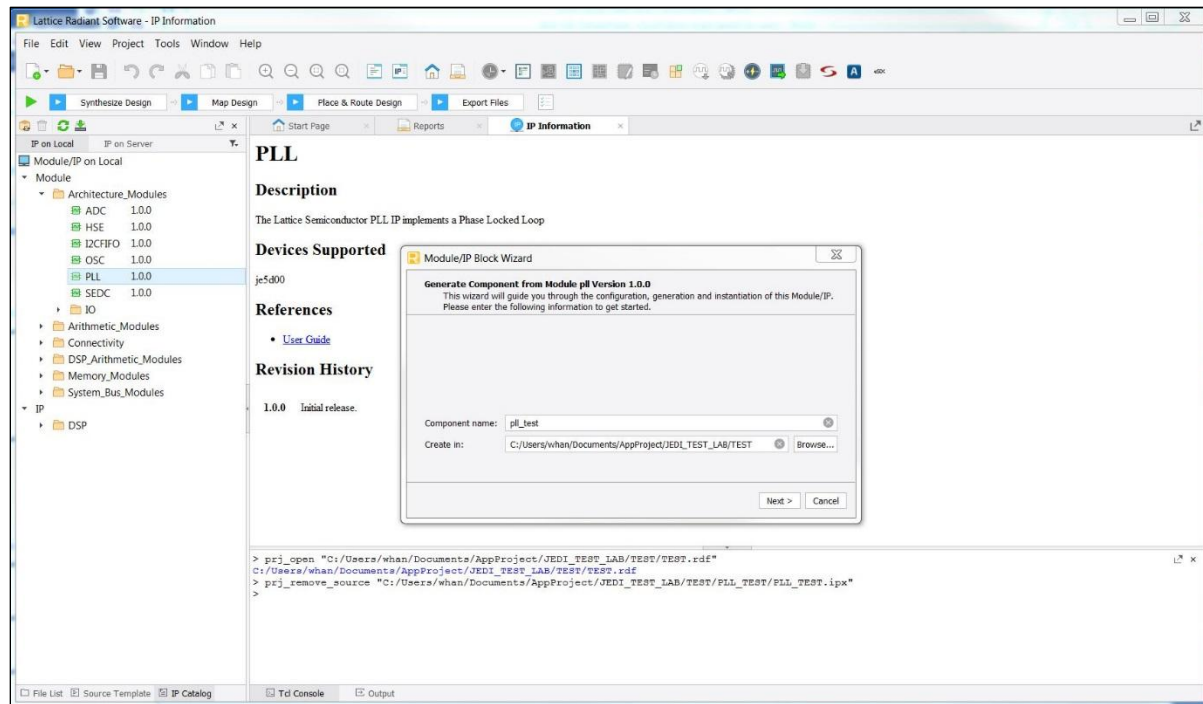 Lattice Radiant Software - IP Information
File Edit View Project Tools Window Help
Synthesize Design Map Design Place & Route Design Export Files
Start Page Reports IP Information
IP on Local IP on Server
Module/IP on Local
Module
Architecture_Modules
ADC 1.0.0
HSE 1.0.0
I2CFIFO 1.0.0
OSC 1.0.0
PLL 1.0.0
SEDC 1.0.0
IO
Arithmetic_Modules
Connectivity
DSP_Arithmetic_Modules
Memory_Modules
System_Bus_Modules
IP
DSP
PLL
Description
The Lattice Semiconductor PLL IP implements a Phase Locked Loop
Devices Supported
je5d00
References
User Guide
Revision History
1.0.0 Initial release.
Module/IP Block Wizard
Generate Component from Module pll Version 1.0.0
This wizard will guide you through the configuration, generation and instantiation of this Module/IP.
Please enter the following information to get started.
Component name: pll_test
Create in: C:/Users/whan/Documents/AppProject/JEDI_TEST_LAB/TEST Browse...
Next > Cancel
> prj_open "C:/Users/whan/Documents/AppProject/JEDI_TEST_LAB/TEST/TEST.rdf"
C:/Users/whan/Documents/AppProject/JEDI_TEST_LAB/TEST/TEST.rdf
> prj_remove_source "C:/Users/whan/Documents/AppProject/JEDI_TEST_LAB/TEST/PLL_TEST/PLL_TEST.ipx"
>
File List Source Template IP Catalog Tcl Console Output